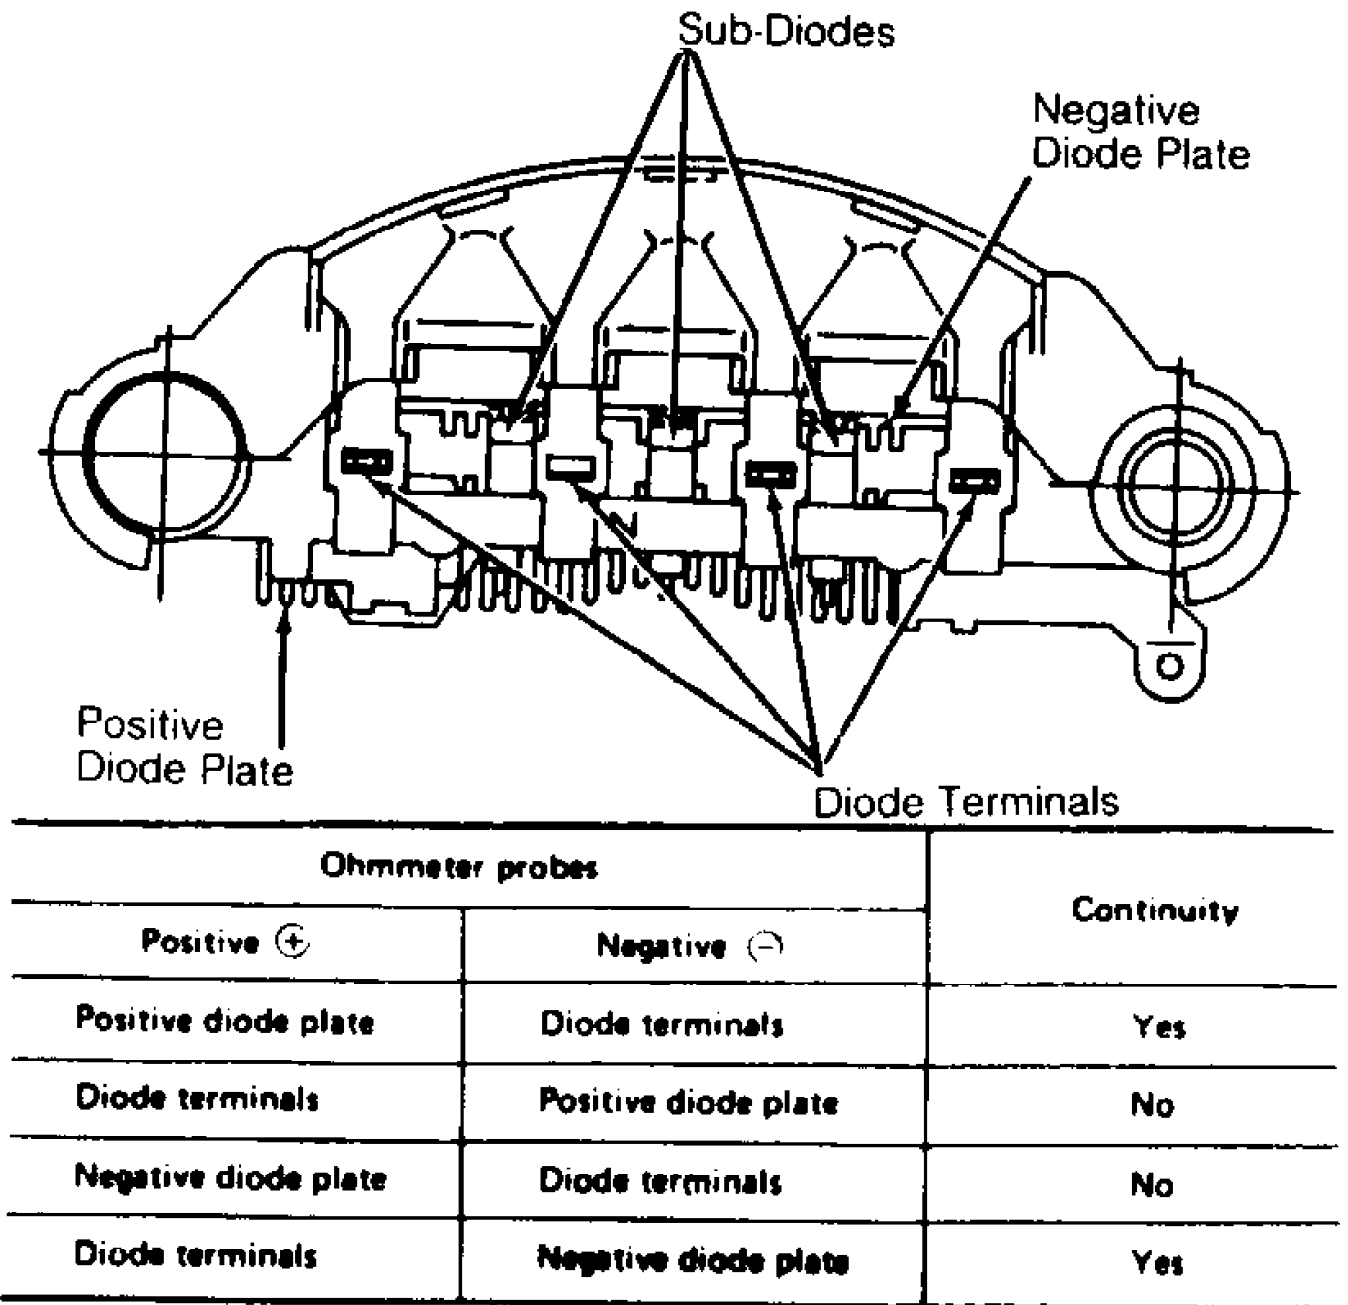 Sub-Diodes
Negative
Diode Plate
Positive
Diode Plate
Diode Terminals
Ohmmeter probes
Continuity
Positive ⊕
Negative ⊖
Positive diode plate Diode terminals Yes
Diode terminals Positive diode plate No
Negative diode plate Diode terminals No
Diode terminals Negative diode plate Yes